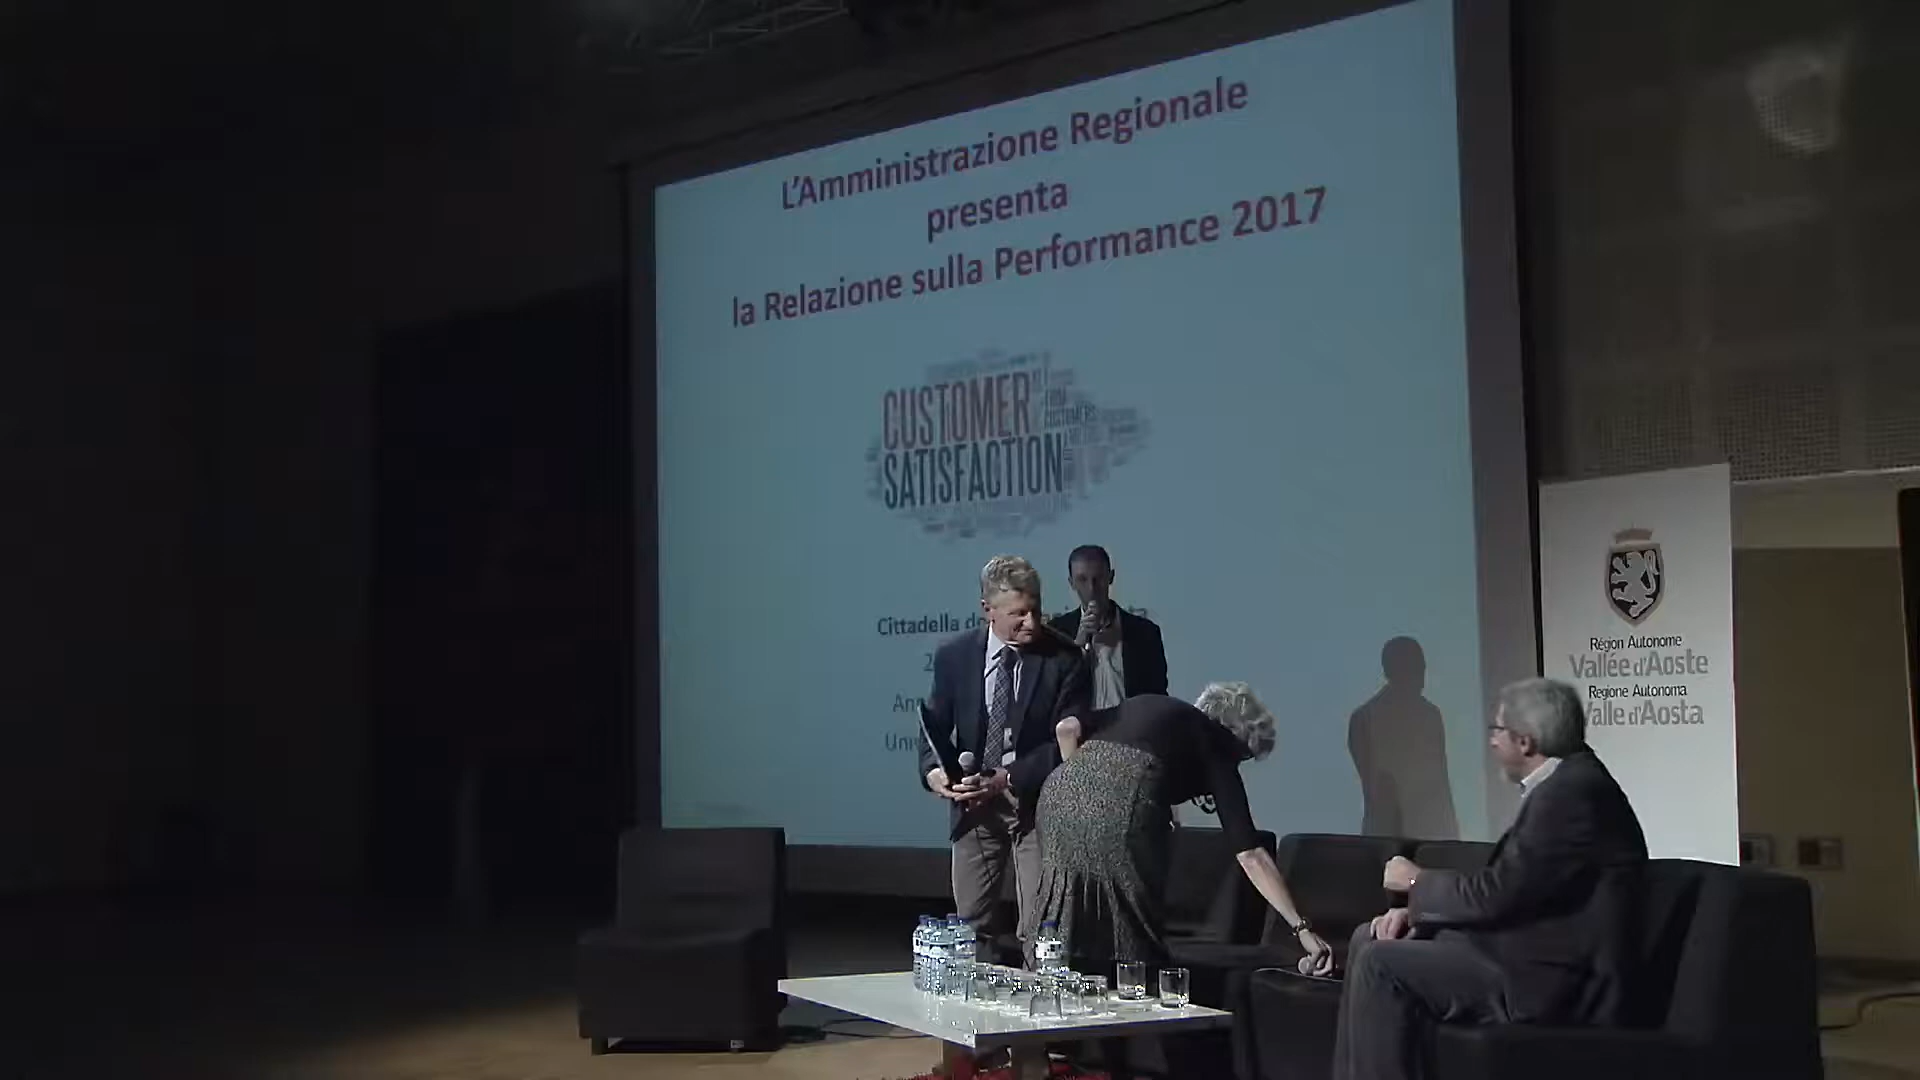 L'Amministrazione Regionale
presenta
la Relazione sulla Performance 2017
CUSTOMER
SATISFACTION
CUSTOMERS
Cittadella
Région Autonome
Vallée d'Aoste
Regione Autonoma
Valle d'Aosta